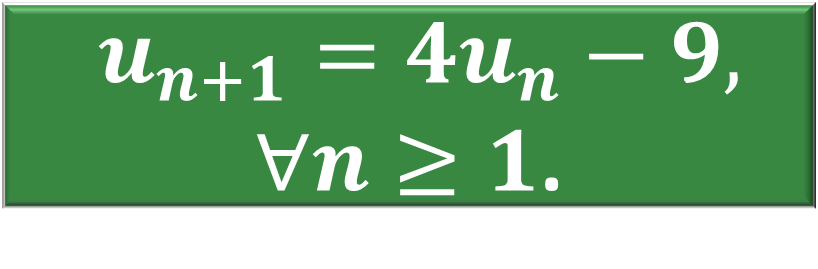 uₙ₊₁ = 4uₙ − 9,
∀n ≥ 1.